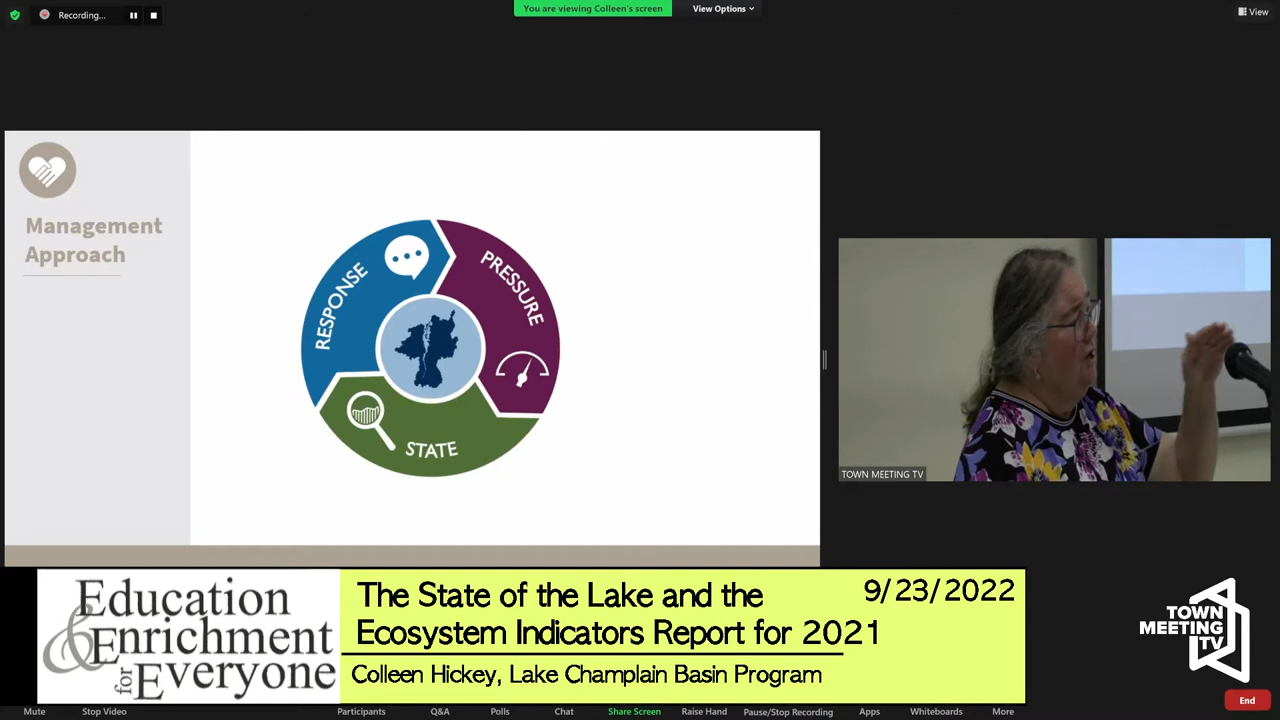 Recording...
You are viewing Colleen's screen
View Options
View
Management
Approach
RESPONSE
PRESSURE
STATE
TOWN MEETING TV
Education
& Enrichment
for Everyone
The State of the Lake and the
Ecosystem Indicators Report for 2021
9/23/2022
Colleen Hickey, Lake Champlain Basin Program
TOWN
MEETING
TV
Mute
Stop Video
Participants
Q&A
Polls
Chat
Share Screen
Raise Hand
Pause/Stop Recording
Apps
Whiteboards
More
End